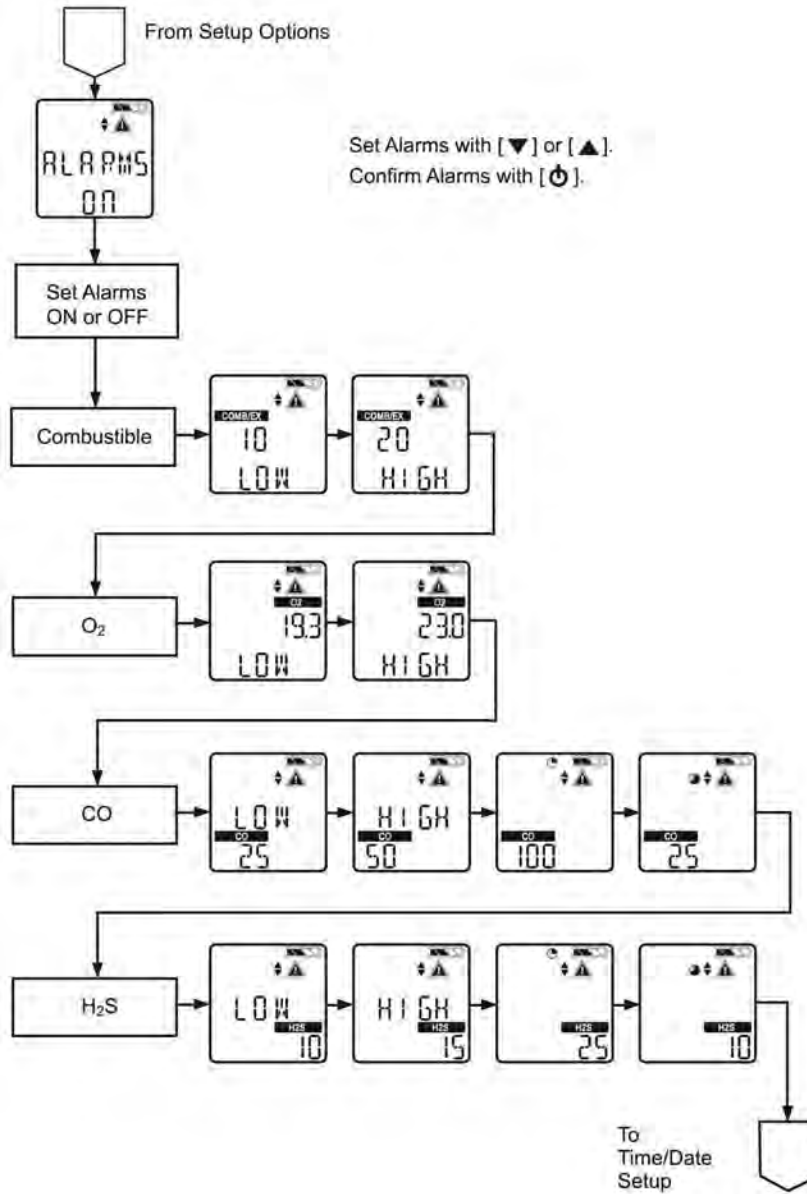 From Setup Options
ALARMS
ON
Set Alarms with [▼] or [▲].
Confirm Alarms with [⏻].
Set Alarms
ON or OFF
Combustible
COMB/EX
10
LOW
COMB/EX
20
HIGH
O₂
O2
19.3
LOW
O2
23.0
HIGH
CO
LOW
CO
25
HIGH
CO
50
CO
100
CO
25
H₂S
LOW
H2S
10
HIGH
H2S
15
H2S
25
H2S
10
To
Time/Date
Setup